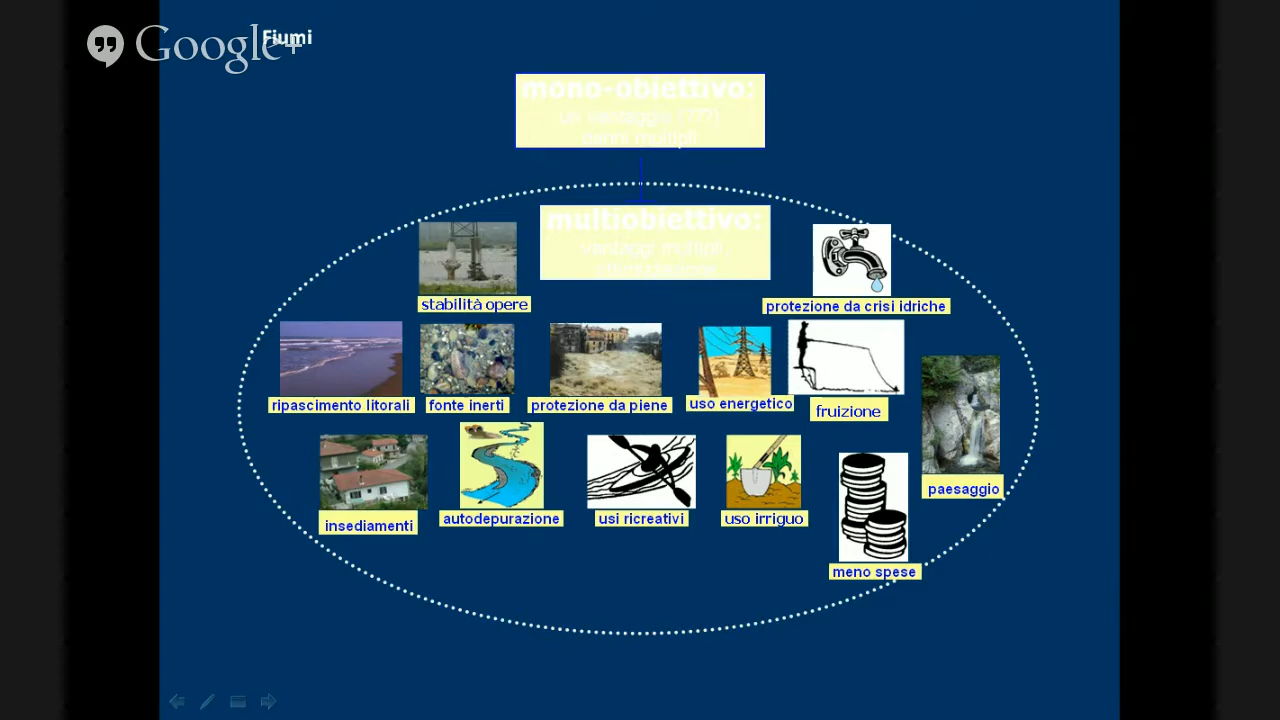 Google+
Fiumi
mono-obiettivo:
un vantaggio (???)
danni multipli
multiobiettivo:
vantaggi multipli,
stabilità opere
protezione da crisi idriche
ripascimento litorali
fonte inerti
protezione da piene
uso energetico
fruizione
paesaggio
insediamenti
autodepurazione
usi ricreativi
uso irriguo
meno spese